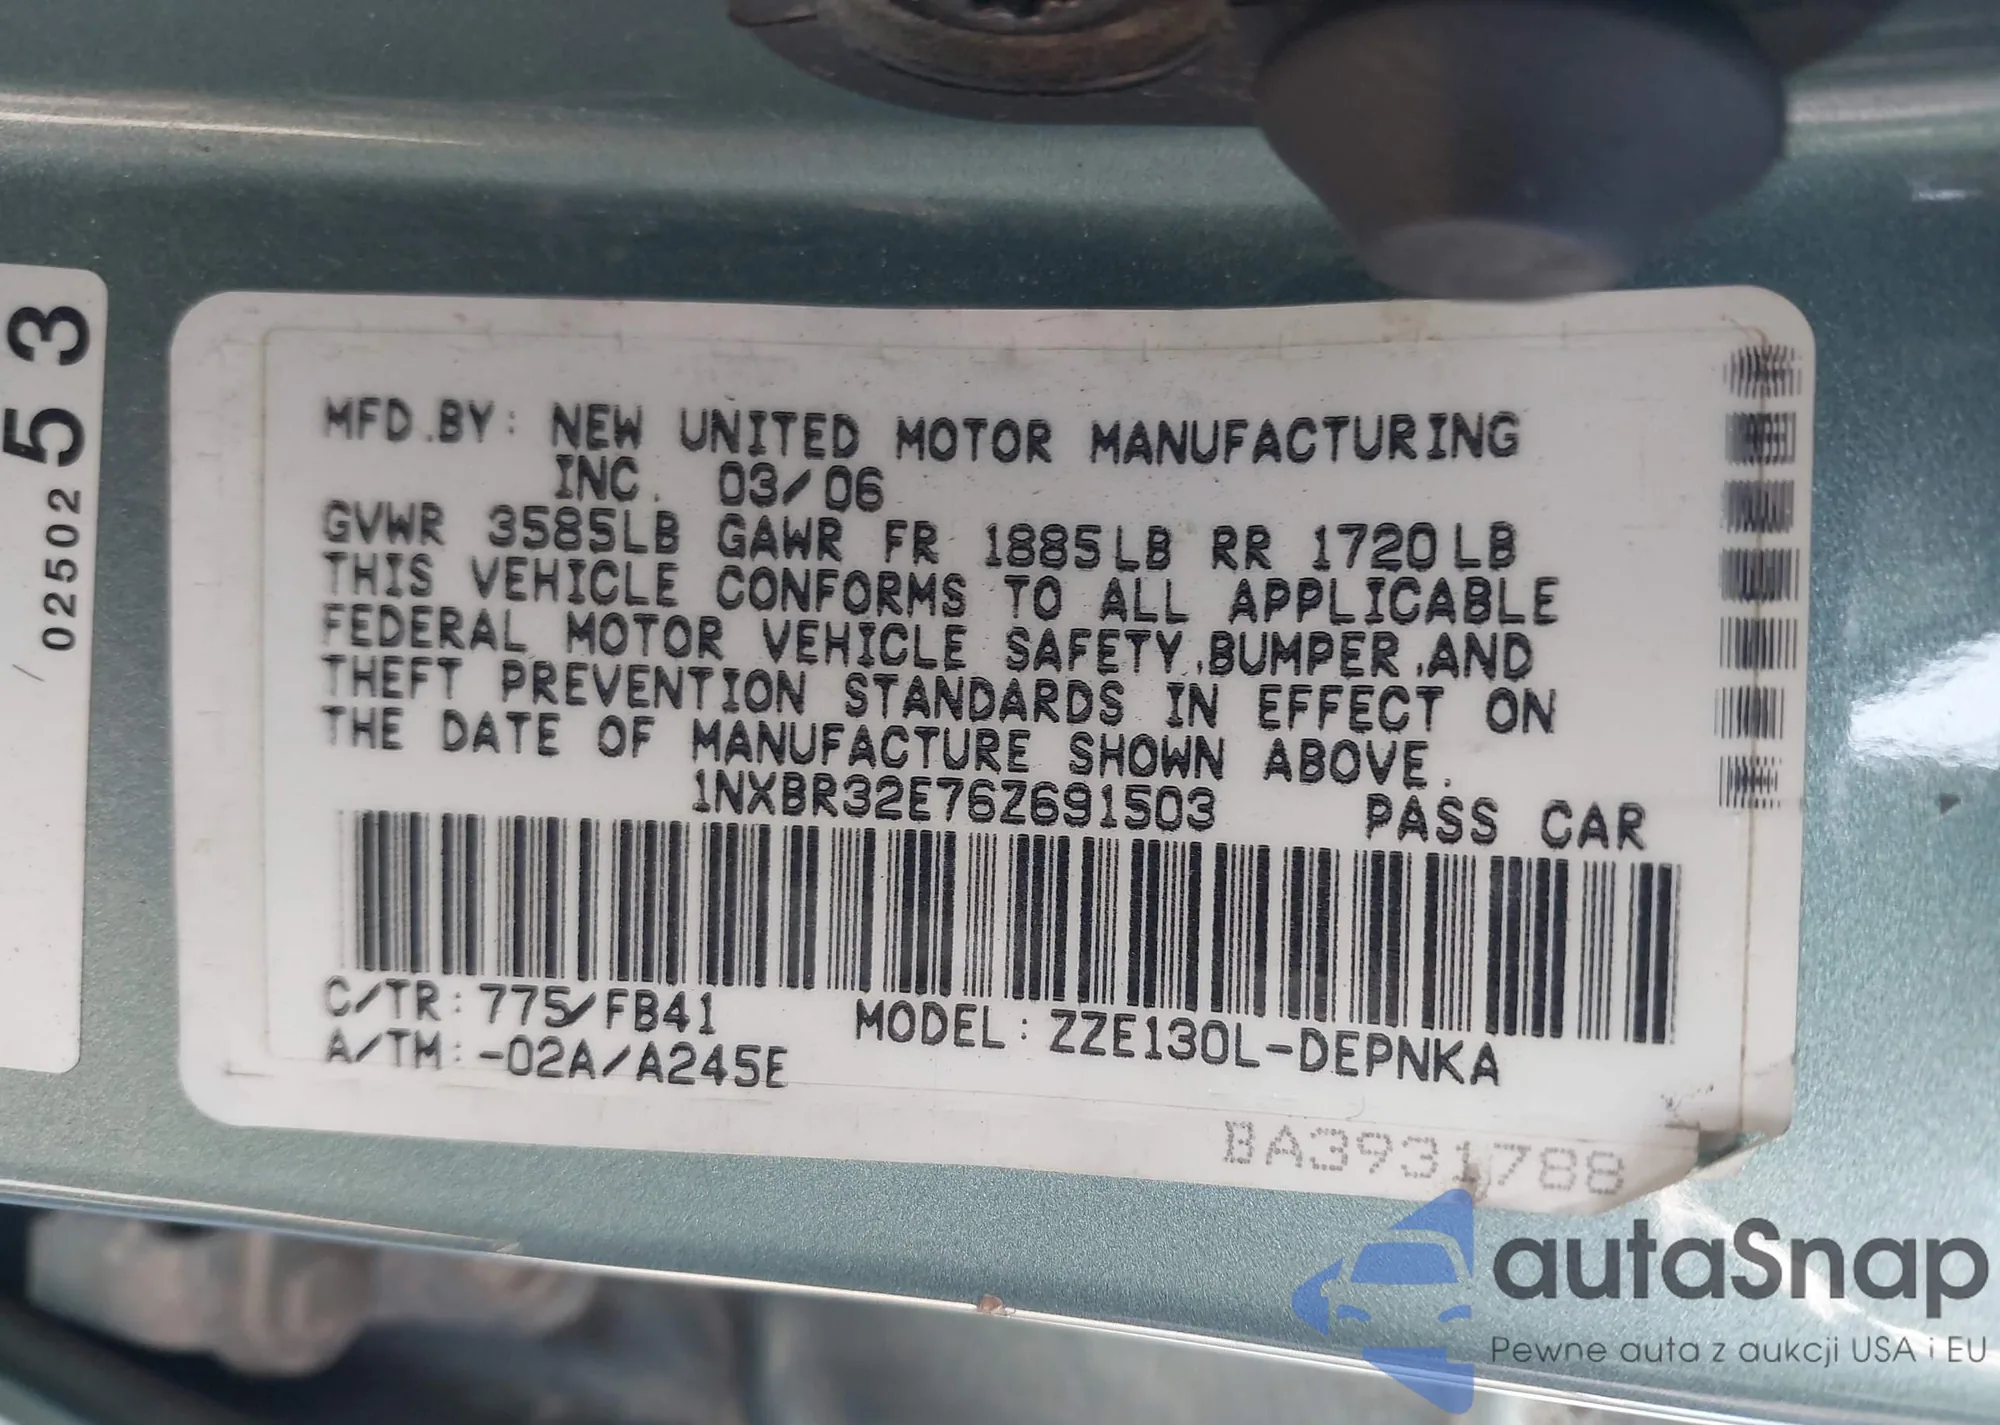 53
02502
MFD.BY: NEW UNITED MOTOR MANUFACTURING
INC. 03/06
GVWR 3585LB GAWR FR 1885LB RR 1720LB
THIS VEHICLE CONFORMS TO ALL APPLICABLE
FEDERAL MOTOR VEHICLE SAFETY,BUMPER,AND
THEFT PREVENTION STANDARDS IN EFFECT ON
THE DATE OF MANUFACTURE SHOWN ABOVE.
1NXBR32E76Z691503 PASS CAR
C/TR: 775/FB41 MODEL: ZZE130L-DEPNKA
A/TM: -02A/A245E
BA3931788
autaSnap
Pewne auta z aukcji USA i EU